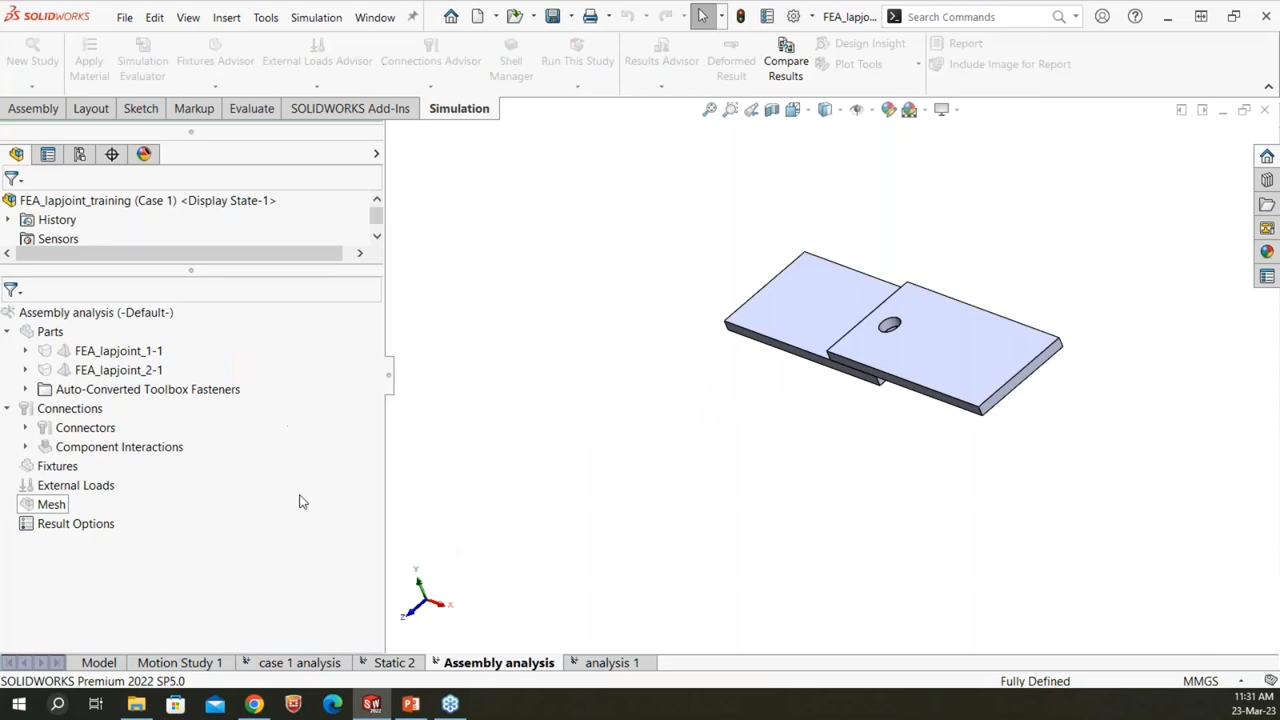 SOLIDWORKS File Edit View Insert Tools Simulation Window FEA_lapjo... Search Commands
New Study
Apply Material
Simulation Evaluator
Fixtures Advisor
External Loads Advisor
Connections Advisor
Shell Manager
Run This Study
Results Advisor
Deformed Result
Compare Results
Design Insight
Plot Tools
Report
Include Image for Report
Assembly Layout Sketch Markup Evaluate SOLIDWORKS Add-Ins Simulation
FEA_lapjoint_training (Case 1) <Display State-1>
History
Sensors
Assembly analysis (-Default-)
Parts
FEA_lapjoint_1-1
FEA_lapjoint_2-1
Auto-Converted Toolbox Fasteners
Connections
Connectors
Component Interactions
Fixtures
External Loads
Mesh
Result Options
Y
X
Z
Model Motion Study 1 case 1 analysis Static 2 Assembly analysis analysis 1
SOLIDWORKS Premium 2022 SP5.0 Fully Defined MMGS
11:31 AM
23-Mar-23